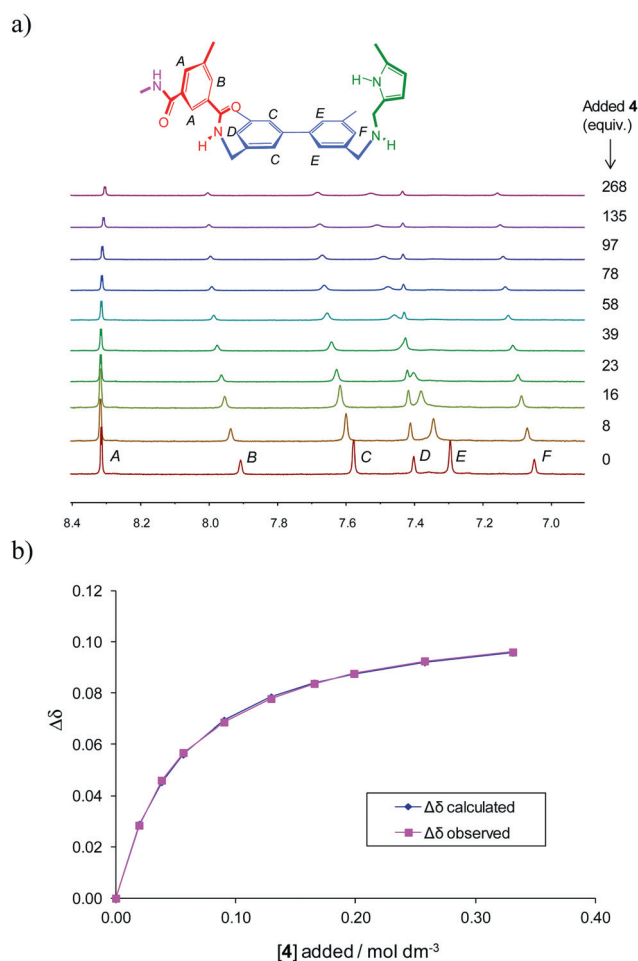 a)
A
N
H
B
H
N
O
A
O
C
E
N
D
F
N
H
H
C
E
Added 4
(equiv.)
268
135
97
78
58
39
23
16
8
0
A B C D E F
8.4 8.2 8.0 7.8 7.6 7.4 7.2 7.0
b)
0.12
0.10
0.08
0.06
0.04
0.02
0.00
Δδ
Δδ calculated
Δδ observed
0.00 0.10 0.20 0.30 0.40
[4] added / mol dm-3